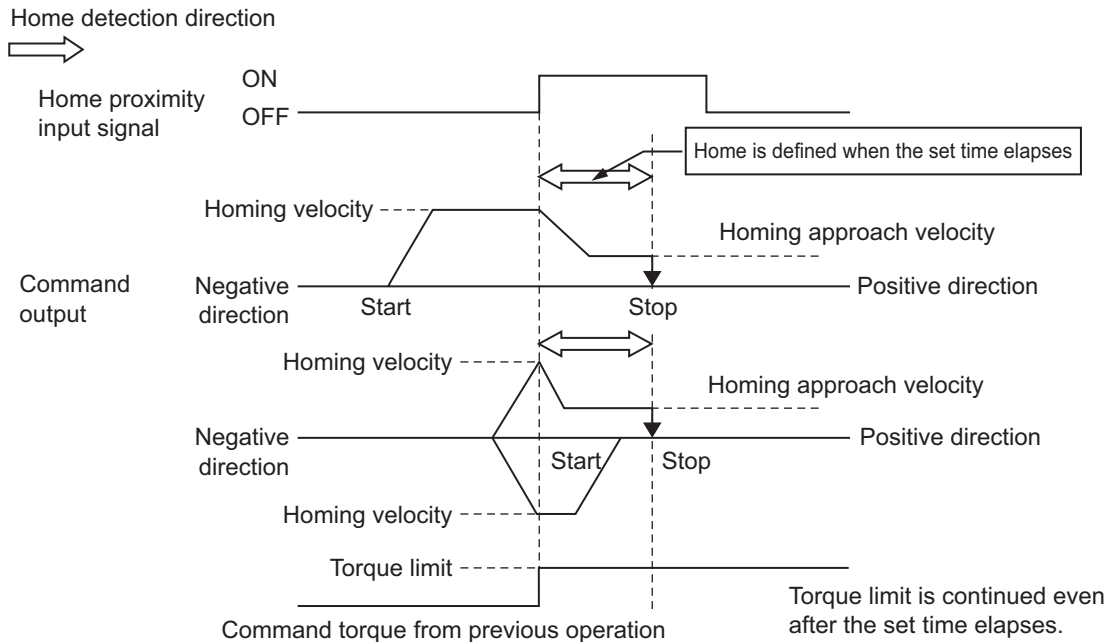 Home detection direction
ON
Home proximity
input signal
OFF
Home is defined when the set time elapses
Homing velocity
Homing approach velocity
Command
output
Negative
direction
Start
Stop
Positive direction
Homing velocity
Homing approach velocity
Negative
direction
Start
Stop
Positive direction
Homing velocity
Torque limit
Command torque from previous operation
Torque limit is continued even
after the set time elapses.